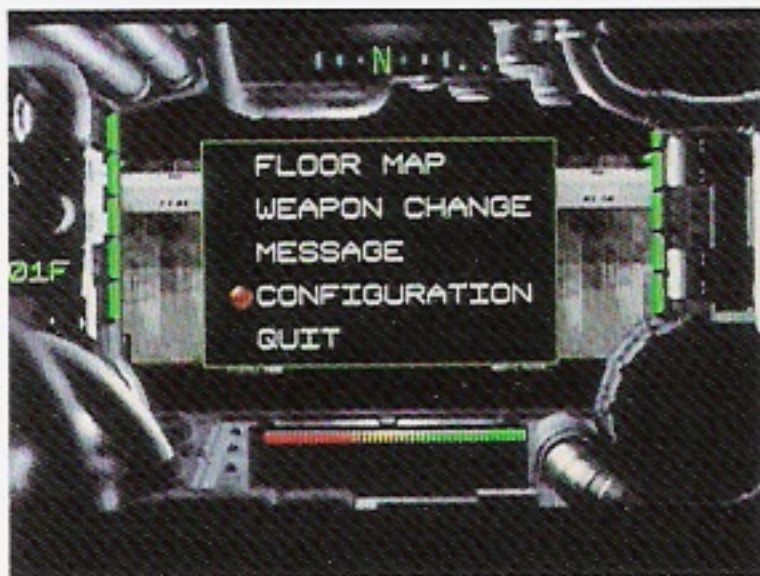 N
FLOOR MAP
WEAPON CHANGE
MESSAGE
01F
CONFIGURATION
QUIT